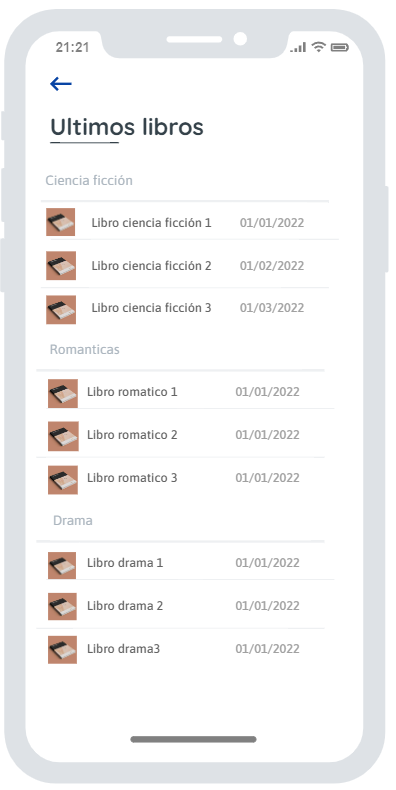 21:21
Ultimos libros
Ciencia ficción
Libro ciencia ficción 1 01/01/2022
Libro ciencia ficción 2 01/02/2022
Libro ciencia ficción 3 01/03/2022
Romanticas
Libro romatico 1 01/01/2022
Libro romatico 2 01/01/2022
Libro romatico 3 01/01/2022
Drama
Libro drama 1 01/01/2022
Libro drama 2 01/01/2022
Libro drama3 01/01/2022